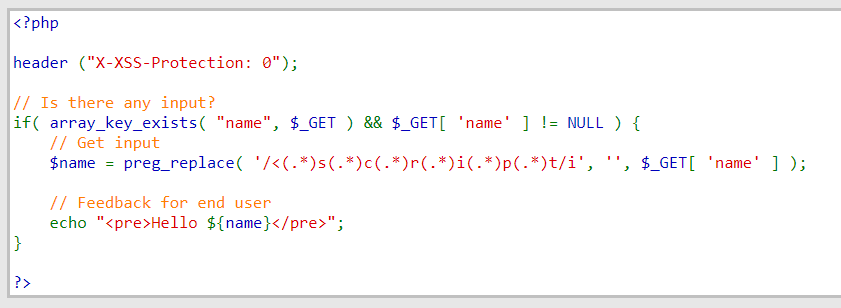 <?php
header ("X-XSS-Protection: 0");
// Is there any input?
if( array_key_exists( "name", $_GET ) && $_GET[ 'name' ] != NULL ) {
// Get input
$name = preg_replace( '/<(.*)s(.*)c(.*)r(.*)i(.*)p(.*)t/i', '', $_GET[ 'name' ] );
// Feedback for end user
echo "<pre>Hello ${name}</pre>";
}
?>